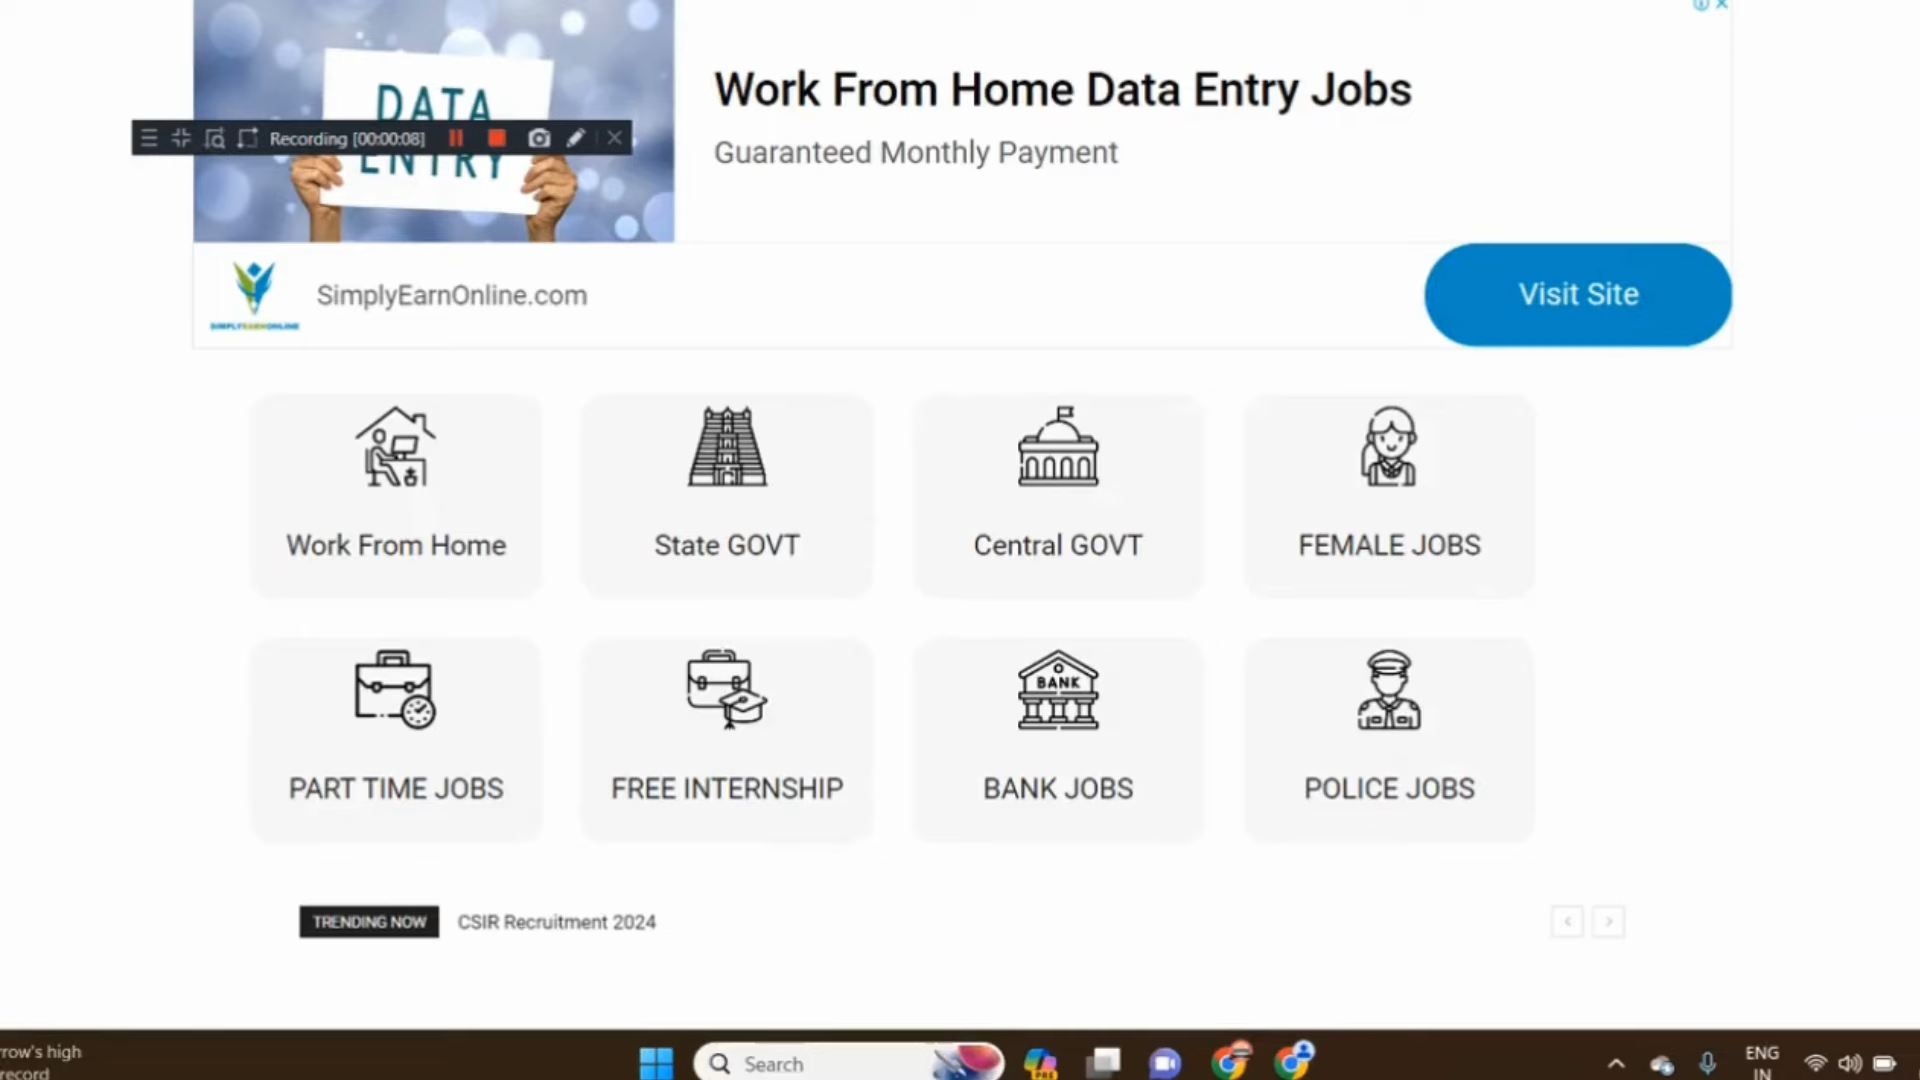 Work From Home Data Entry Jobs
Guaranteed Monthly Payment
DATA
ENTRY
Recording [00:00:08]
SIMPLYEARNONLINE
SimplyEarnOnline.com
Visit Site
Work From Home
State GOVT
Central GOVT
FEMALE JOBS
BANK
PART TIME JOBS
FREE INTERNSHIP
BANK JOBS
POLICE JOBS
TRENDING NOW
CSIR Recruitment 2024
row's high
record
Search
PRE
ENG
IN